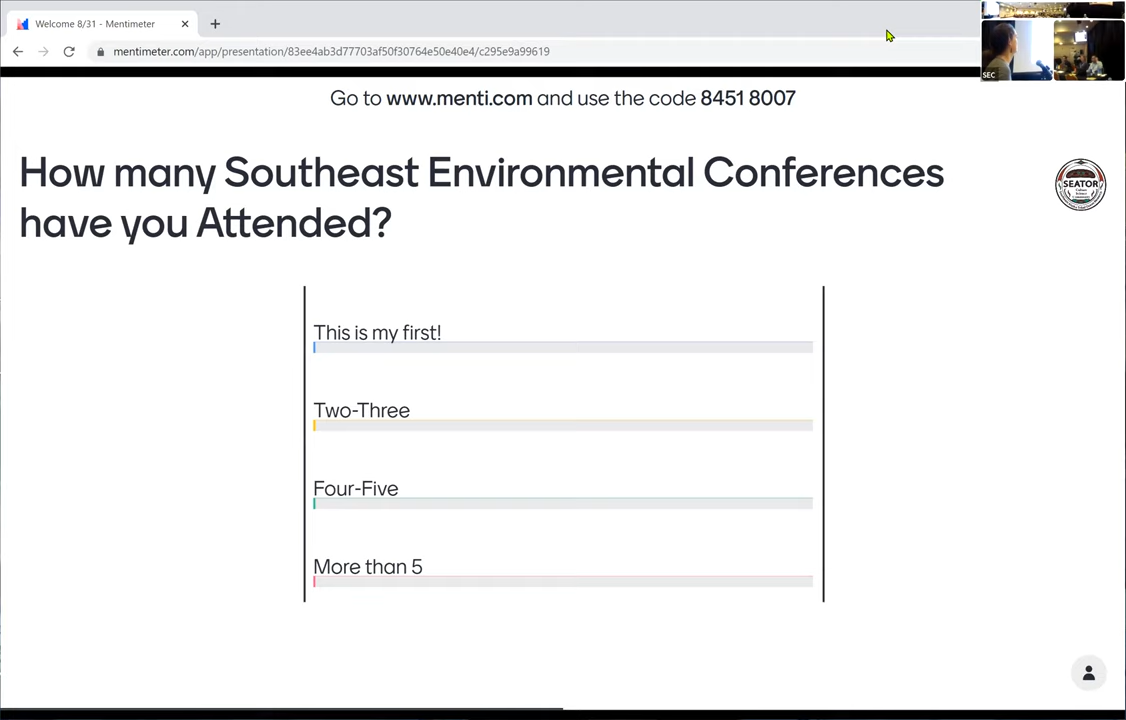 Welcome 8/31 - Mentimeter
mentimeter.com/app/presentation/83ee4ab3d77703af50f30764e50e40e4/c295e9a99619
SEC
Go to www.menti.com and use the code 8451 8007
How many Southeast Environmental Conferences
have you Attended?
SEATOR
This is my first!
Two-Three
Four-Five
More than 5